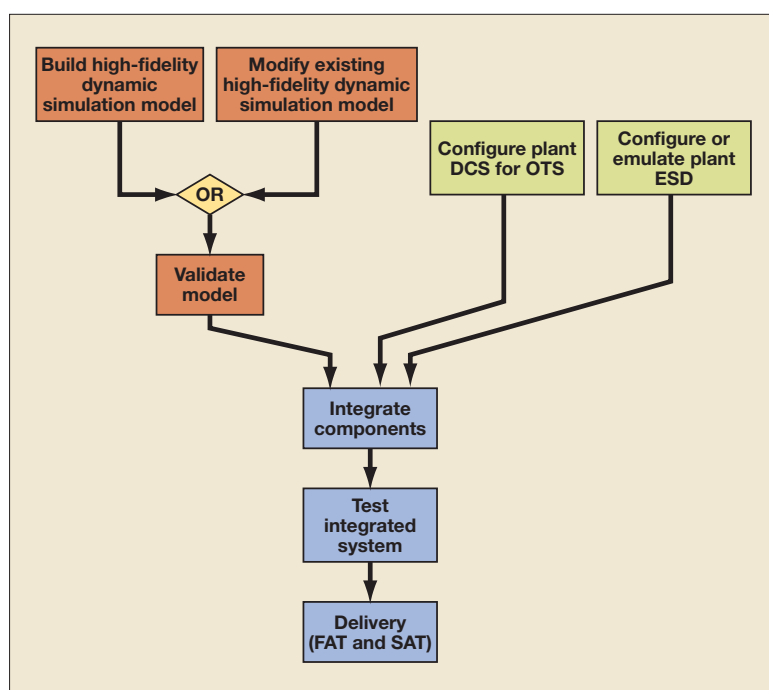 Build high-fidelity
dynamic
simulation model
Modify existing
high-fidelity dynamic
simulation model
Configure plant
DCS for OTS
Configure or
emulate plant
ESD
OR
Validate
model
Integrate
components
Test
integrated
system
Delivery
(FAT and SAT)